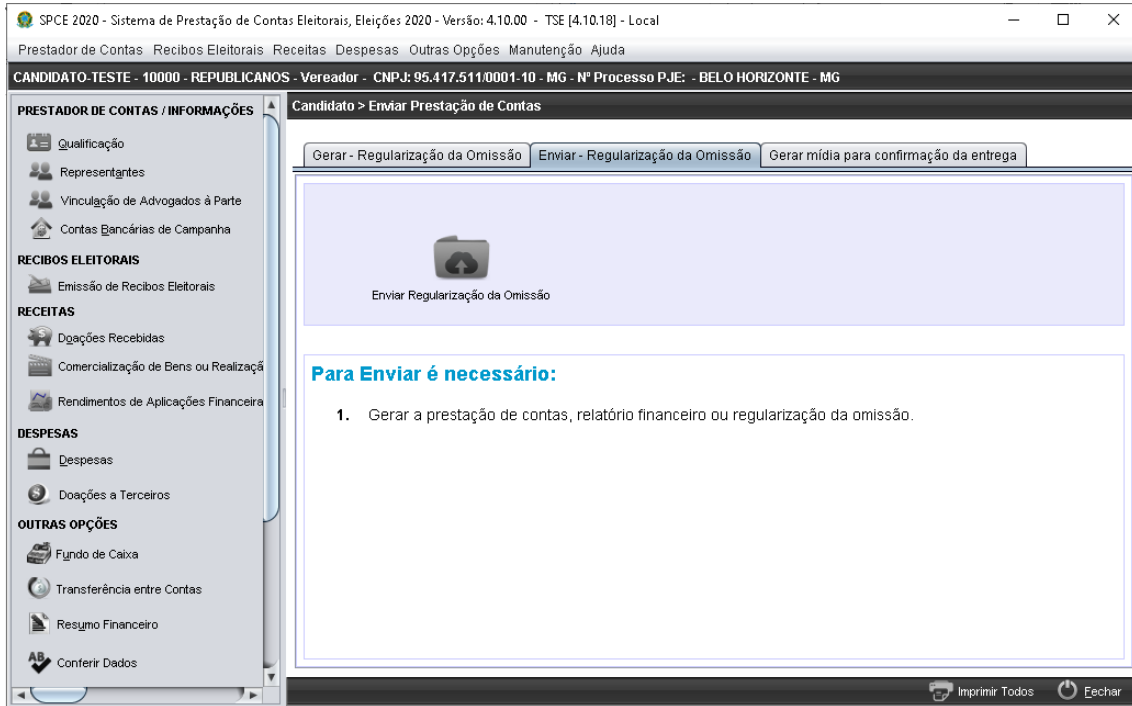 SPCE 2020 - Sistema de Prestação de Contas Eleitorais, Eleições 2020 - Versão: 4.10.00 - TSE [4.10.18] - Local
Prestador de Contas Recibos Eleitorais Receitas Despesas Outras Opções Manutenção Ajuda
CANDIDATO-TESTE - 10000 - REPUBLICANOS - Vereador - CNPJ: 95.417.511/0001-10 - MG - Nº Processo PJE: - BELO HORIZONTE - MG
PRESTADOR DE CONTAS / INFORMAÇÕES
Qualificação
Representantes
Vinculação de Advogados à Parte
Contas Bancárias de Campanha
RECIBOS ELEITORAIS
Emissão de Recibos Eleitorais
RECEITAS
Doações Recebidas
Comercialização de Bens ou Realizaçã
Rendimentos de Aplicações Financeira
DESPESAS
Despesas
Doações a Terceiros
OUTRAS OPÇÕES
Fundo de Caixa
Transferência entre Contas
Resumo Financeiro
Conferir Dados
Candidato > Enviar Prestação de Contas
Gerar - Regularização da Omissão Enviar - Regularização da Omissão Gerar mídia para confirmação da entrega
Enviar Regularização da Omissão
Para Enviar é necessário:
1. Gerar a prestação de contas, relatório financeiro ou regularização da omissão.
Imprimir Todos Fechar